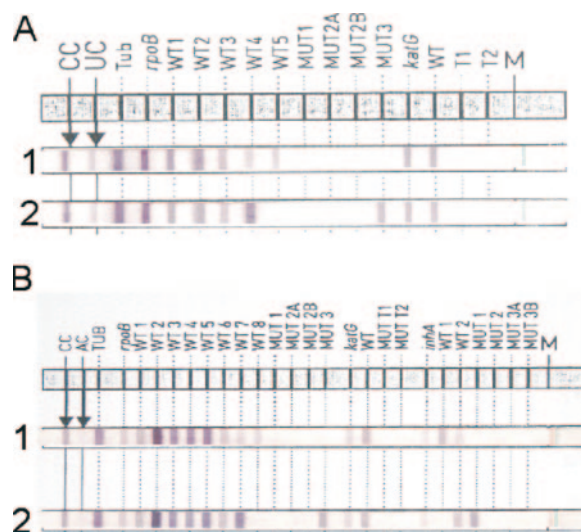 A
CC UC Tub rpoB WT1 WT2 WT3 WT4 WT5 MUT1 MUT2A MUT2B MUT3 katG WT T1 T2 M
1
2
B
CC AC TUB rpoB WT 1 WT 2 WT 3 WT 4 WT 5 WT 6 WT 7 WT 8 MUT 1 MUT 2A MUT 2B MUT 3 katG WT MUT T1 MUT T2 inhA WT 1 WT 2 MUT 1 MUT 2 MUT 3A MUT 3B M
1
2